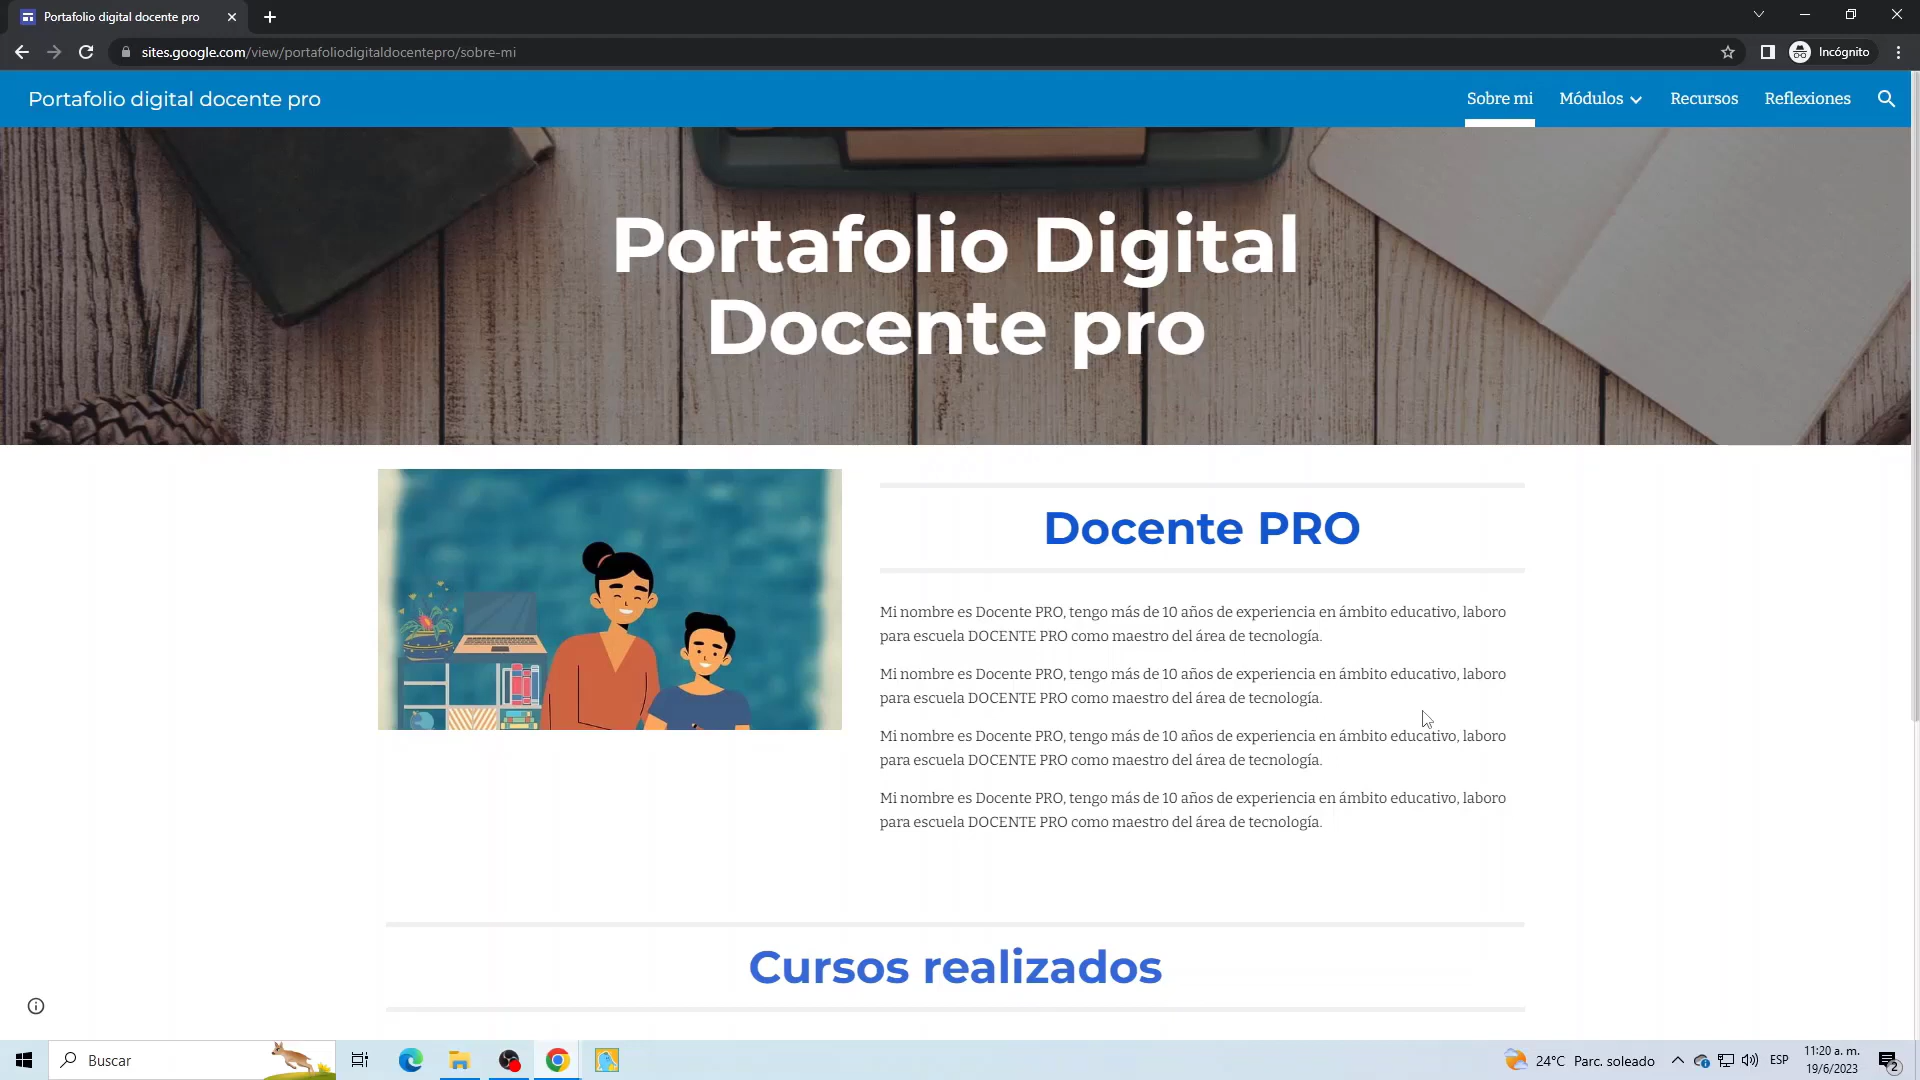 Portafolio digital docente pro
sites.google.com/view/portafoliodigitaldocentepro/sobre-mi
Incógnito
Portafolio digital docente pro
Sobre mi
Módulos
Recursos
Reflexiones
Portafolio Digital
Docente pro
Docente PRO
Mi nombre es Docente PRO, tengo más de 10 años de experiencia en ámbito educativo, laboro
para escuela DOCENTE PRO como maestro del área de tecnología.
Mi nombre es Docente PRO, tengo más de 10 años de experiencia en ámbito educativo, laboro
para escuela DOCENTE PRO como maestro del área de tecnología.
Mi nombre es Docente PRO, tengo más de 10 años de experiencia en ámbito educativo, laboro
para escuela DOCENTE PRO como maestro del área de tecnología.
Mi nombre es Docente PRO, tengo más de 10 años de experiencia en ámbito educativo, laboro
para escuela DOCENTE PRO como maestro del área de tecnología.
Cursos realizados
Buscar
24°C Parc. soleado
ESP
11:20 a. m.
19/6/2023
2